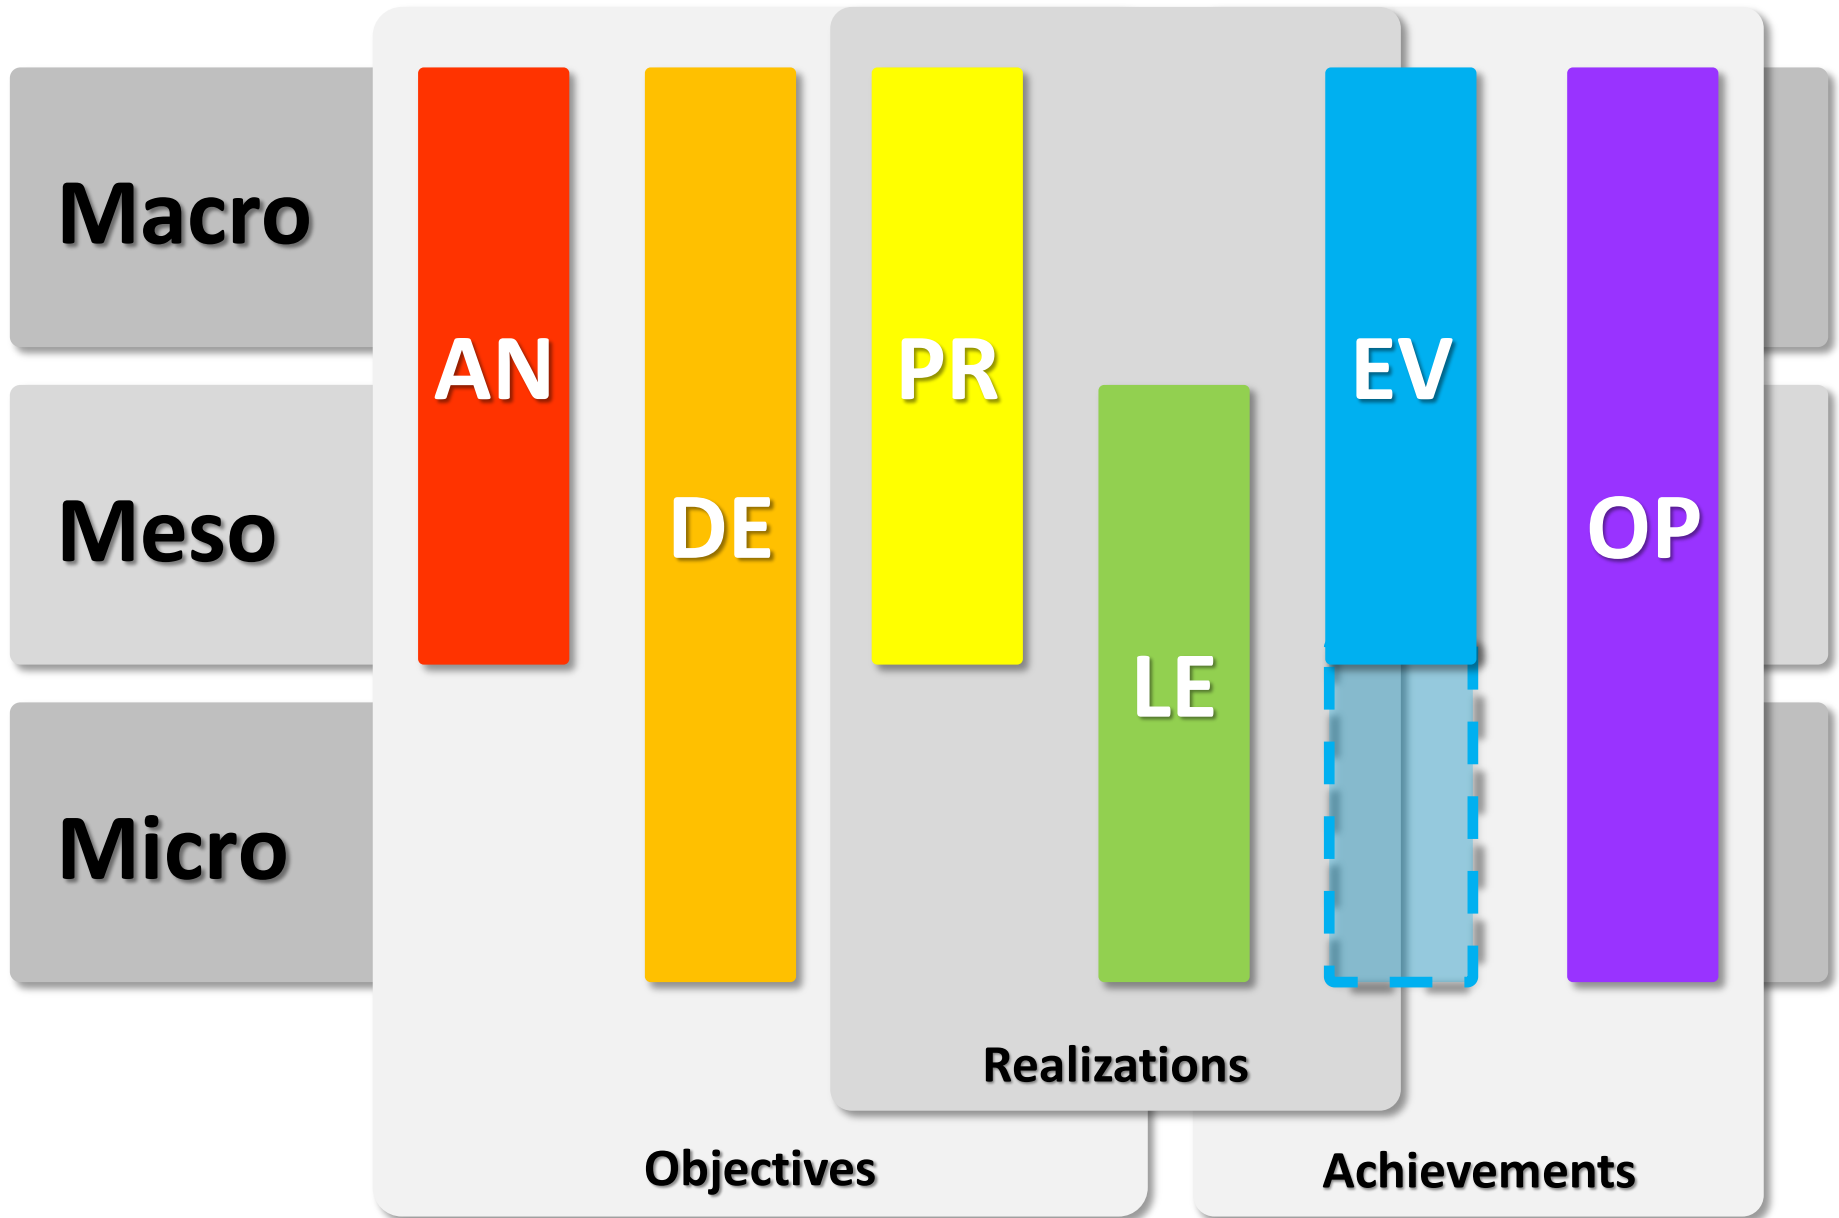 Macro
AN
PR
EV
Meso
DE
OP
LE
Micro
Realizations
Objectives
Achievements